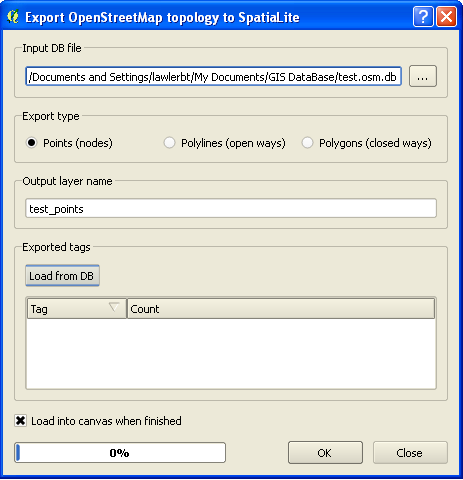 Export OpenStreetMap topology to SpatiaLite
Input DB file
/Documents and Settings/lawlerbt/My Documents/GIS DataBase/test.osm.db
...
Export type
Points (nodes)
Polylines (open ways)
Polygons (closed ways)
Output layer name
test_points
Exported tags
Load from DB
Tag
Count
Load into canvas when finished
0%
OK
Close